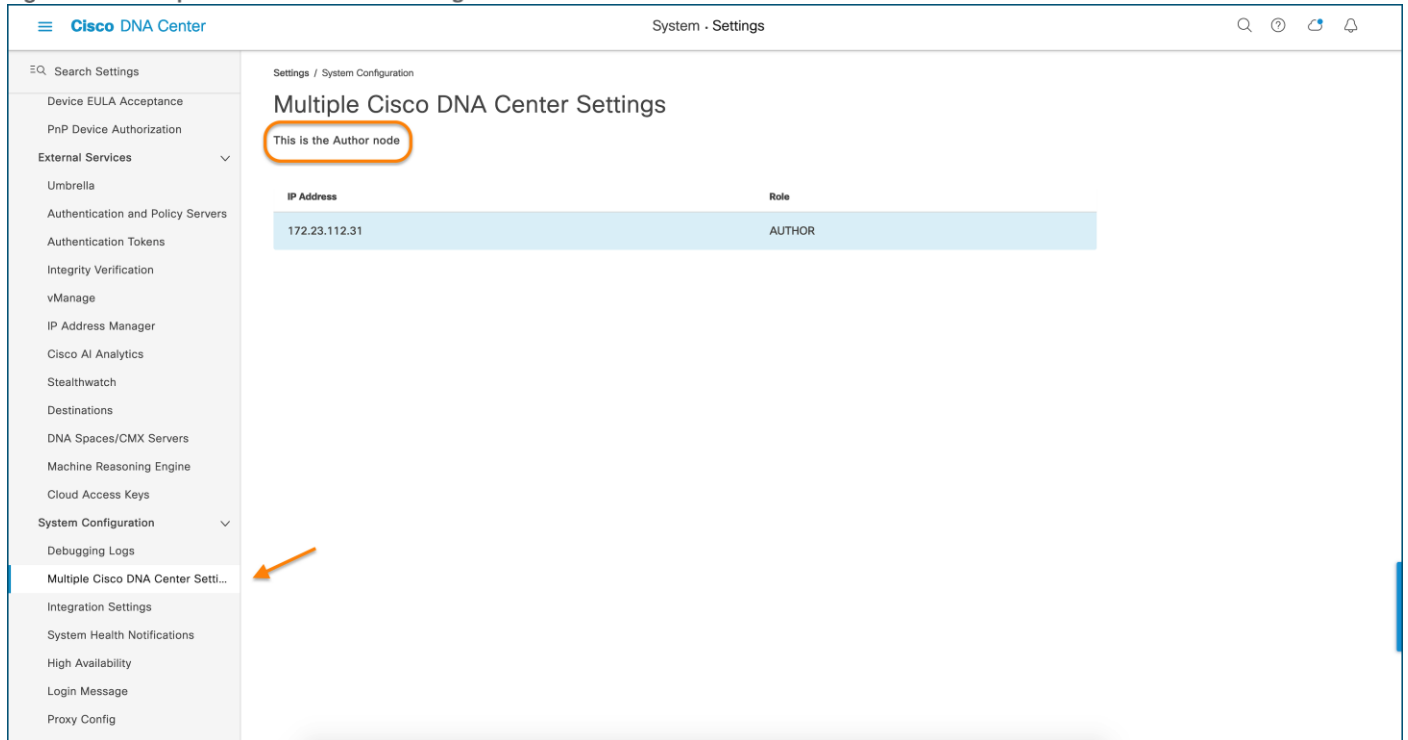 Cisco DNA Center
System · Settings
Search Settings
Device EULA Acceptance
PnP Device Authorization
External Services
Umbrella
Authentication and Policy Servers
Authentication Tokens
Integrity Verification
vManage
IP Address Manager
Cisco AI Analytics
Stealthwatch
Destinations
DNA Spaces/CMX Servers
Machine Reasoning Engine
Cloud Access Keys
System Configuration
Debugging Logs
Multiple Cisco DNA Center Setti...
Integration Settings
System Health Notifications
High Availability
Login Message
Proxy Config
Settings / System Configuration
Multiple Cisco DNA Center Settings
This is the Author node
IP Address Role
172.23.112.31 AUTHOR